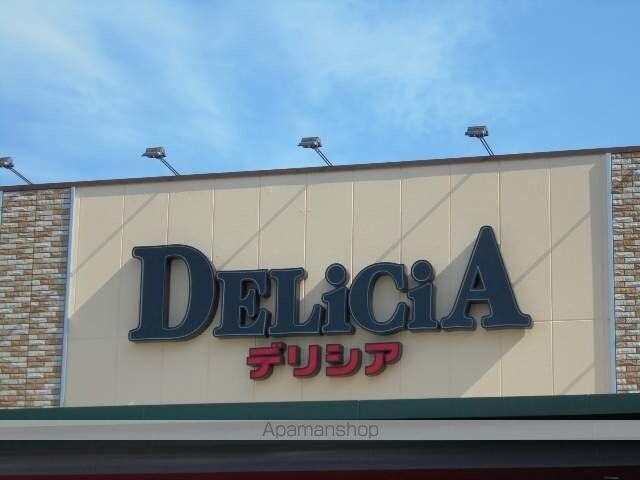 DELiCiA
デリシア
Apamanshop